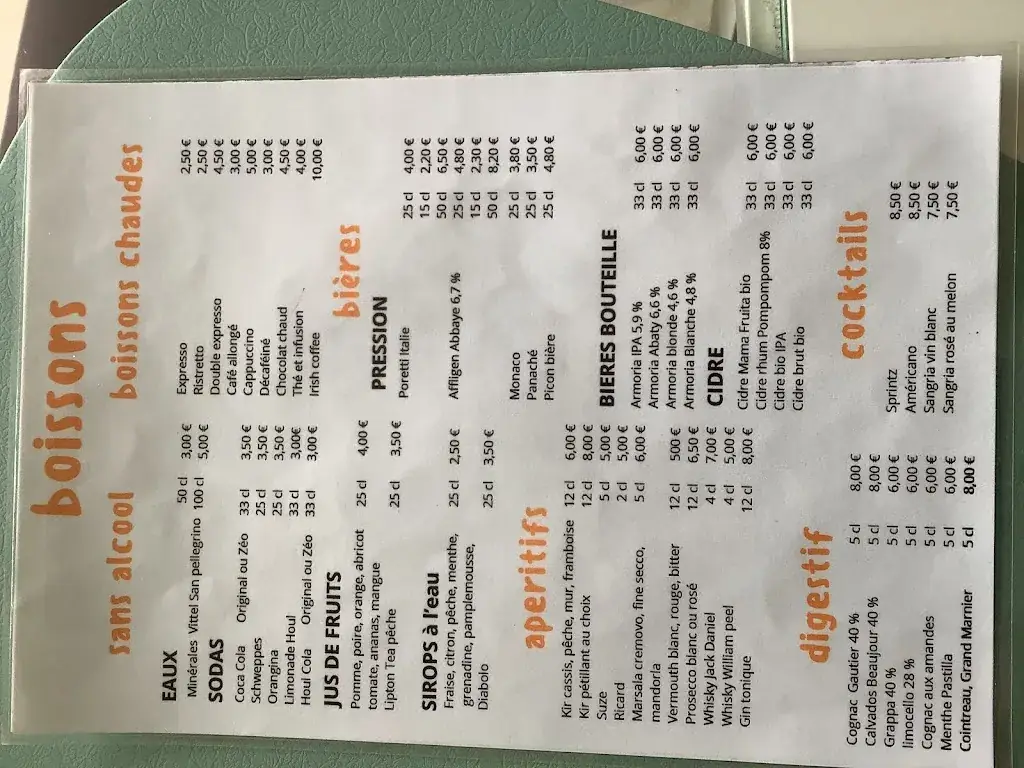 boissons
sans alcool
EAUX
Minérales Vittel San pellegrino 50 cl 3,00 €
100 cl 5,00 €
SODAS
Coca Cola Original ou Zéo 33 cl 3,50 €
Schweppes 25 cl 3,50 €
Orangina 25 cl 3,50 €
Limonade Houl 33 cl 3,00€
Houl Cola Original ou Zéo 33 cl 3,00 €
JUS DE FRUITS
Pomme, poire, orange, abricot 25 cl 4,00 €
tomate, ananas, mangue
Lipton Tea pêche 25 cl 3,50 €
SIROPS à l'eau
Fraise, citron, pêche, menthe, 25 cl 2,50 €
grenadine, pamplemousse,
Diabolo 25 cl 3,50 €
aperitifs
Kir cassis, pêche, mur, framboise 12 cl 6,00 €
Kir pétillant au choix 12 cl 8,00 €
Suze 5 cl 5,00 €
Ricard 2 cl 5,00 €
Marsala cremovo, fine secco, 5 cl 6,00 €
mandorla
Vermouth blanc, rouge, bitter 12 cl 500 €
Prosecco blanc ou rosé 12 cl 6,50 €
Whisky Jack Daniel 4 cl 7,00 €
Whisky William peel 4 cl 5,00 €
Gin tonique 12 cl 8,00 €
digestif
Cognac Gautier 40 % 5 cl 8,00 €
Calvados Beaujour 40 % 5 cl 8,00 €
Grappa 40 % 5 cl 6,00 €
limocello 28 % 5 cl 6,00 €
Cognac aux amandes 5 cl 6,00 €
Menthe Pastilla 5 cl 6,00 €
Cointreau, Grand Marnier 5 cl 8,00 €
boissons chaudes
Expresso 2,50 €
Ristretto 2,50 €
Double expresso 4,50 €
Café allongé 3,00 €
Cappuccino 5,00 €
Décaféiné 3,00 €
Chocolat chaud 4,50 €
Thé et infusion 4,00 €
Irish coffee 10,00 €
bières
PRESSION
Poretti Italie 25 cl 4,00 €
15 cl 2,20 €
50 cl 6,50 €
Affligen Abbaye 6,7 % 25 cl 4,80 €
15 cl 2,30 €
50 cl 8,20 €
Monaco 25 cl 3,80 €
Panaché 25 cl 3,50 €
Picon bière 25 cl 4,80 €
BIERES BOUTEILLE
Armoria IPA 5,9 % 33 cl 6,00 €
Armoria Abaty 6,6 % 33 cl 6,00 €
Armoria blonde 4,6 % 33 cl 6,00 €
Armoria Blanche 4,8 % 33 cl 6,00 €
CIDRE
Cidre Mama Fruita bio 33 cl 6,00 €
Cidre rhum Pompompom 8% 33 cl 6,00 €
Cidre bio IPA 33 cl 6,00 €
Cidre brut bio 33 cl 6,00 €
cocktails
Sprintz 8,50 €
Américano 8,50 €
Sangria vin blanc 7,50 €
Sangria rosé au melon 7,50 €